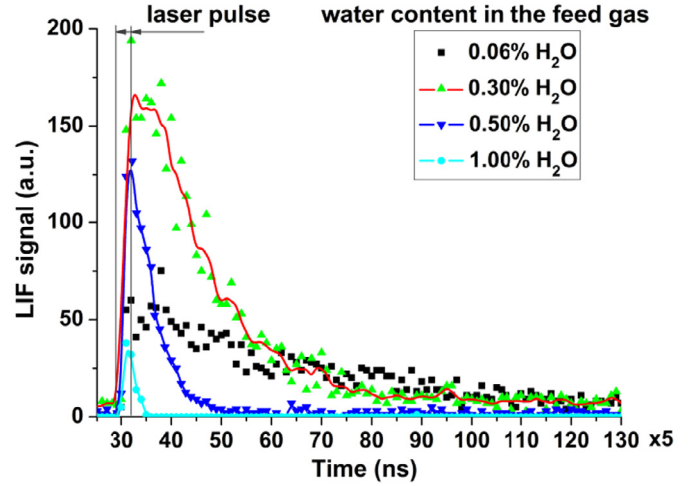 laser pulse
water content in the feed gas
0.06% H₂O
0.30% H₂O
0.50% H₂O
1.00% H₂O
LIF signal (a.u.)
200
150
100
50
0
30 40 50 60 70 80 90 100 110 120 130 x5
Time (ns)